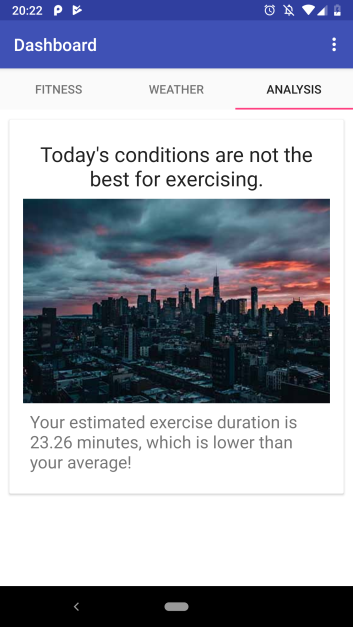 20:22
Dashboard
FITNESS WEATHER ANALYSIS
Today's conditions are not the
best for exercising.
Your estimated exercise duration is
23.26 minutes, which is lower than
your average!